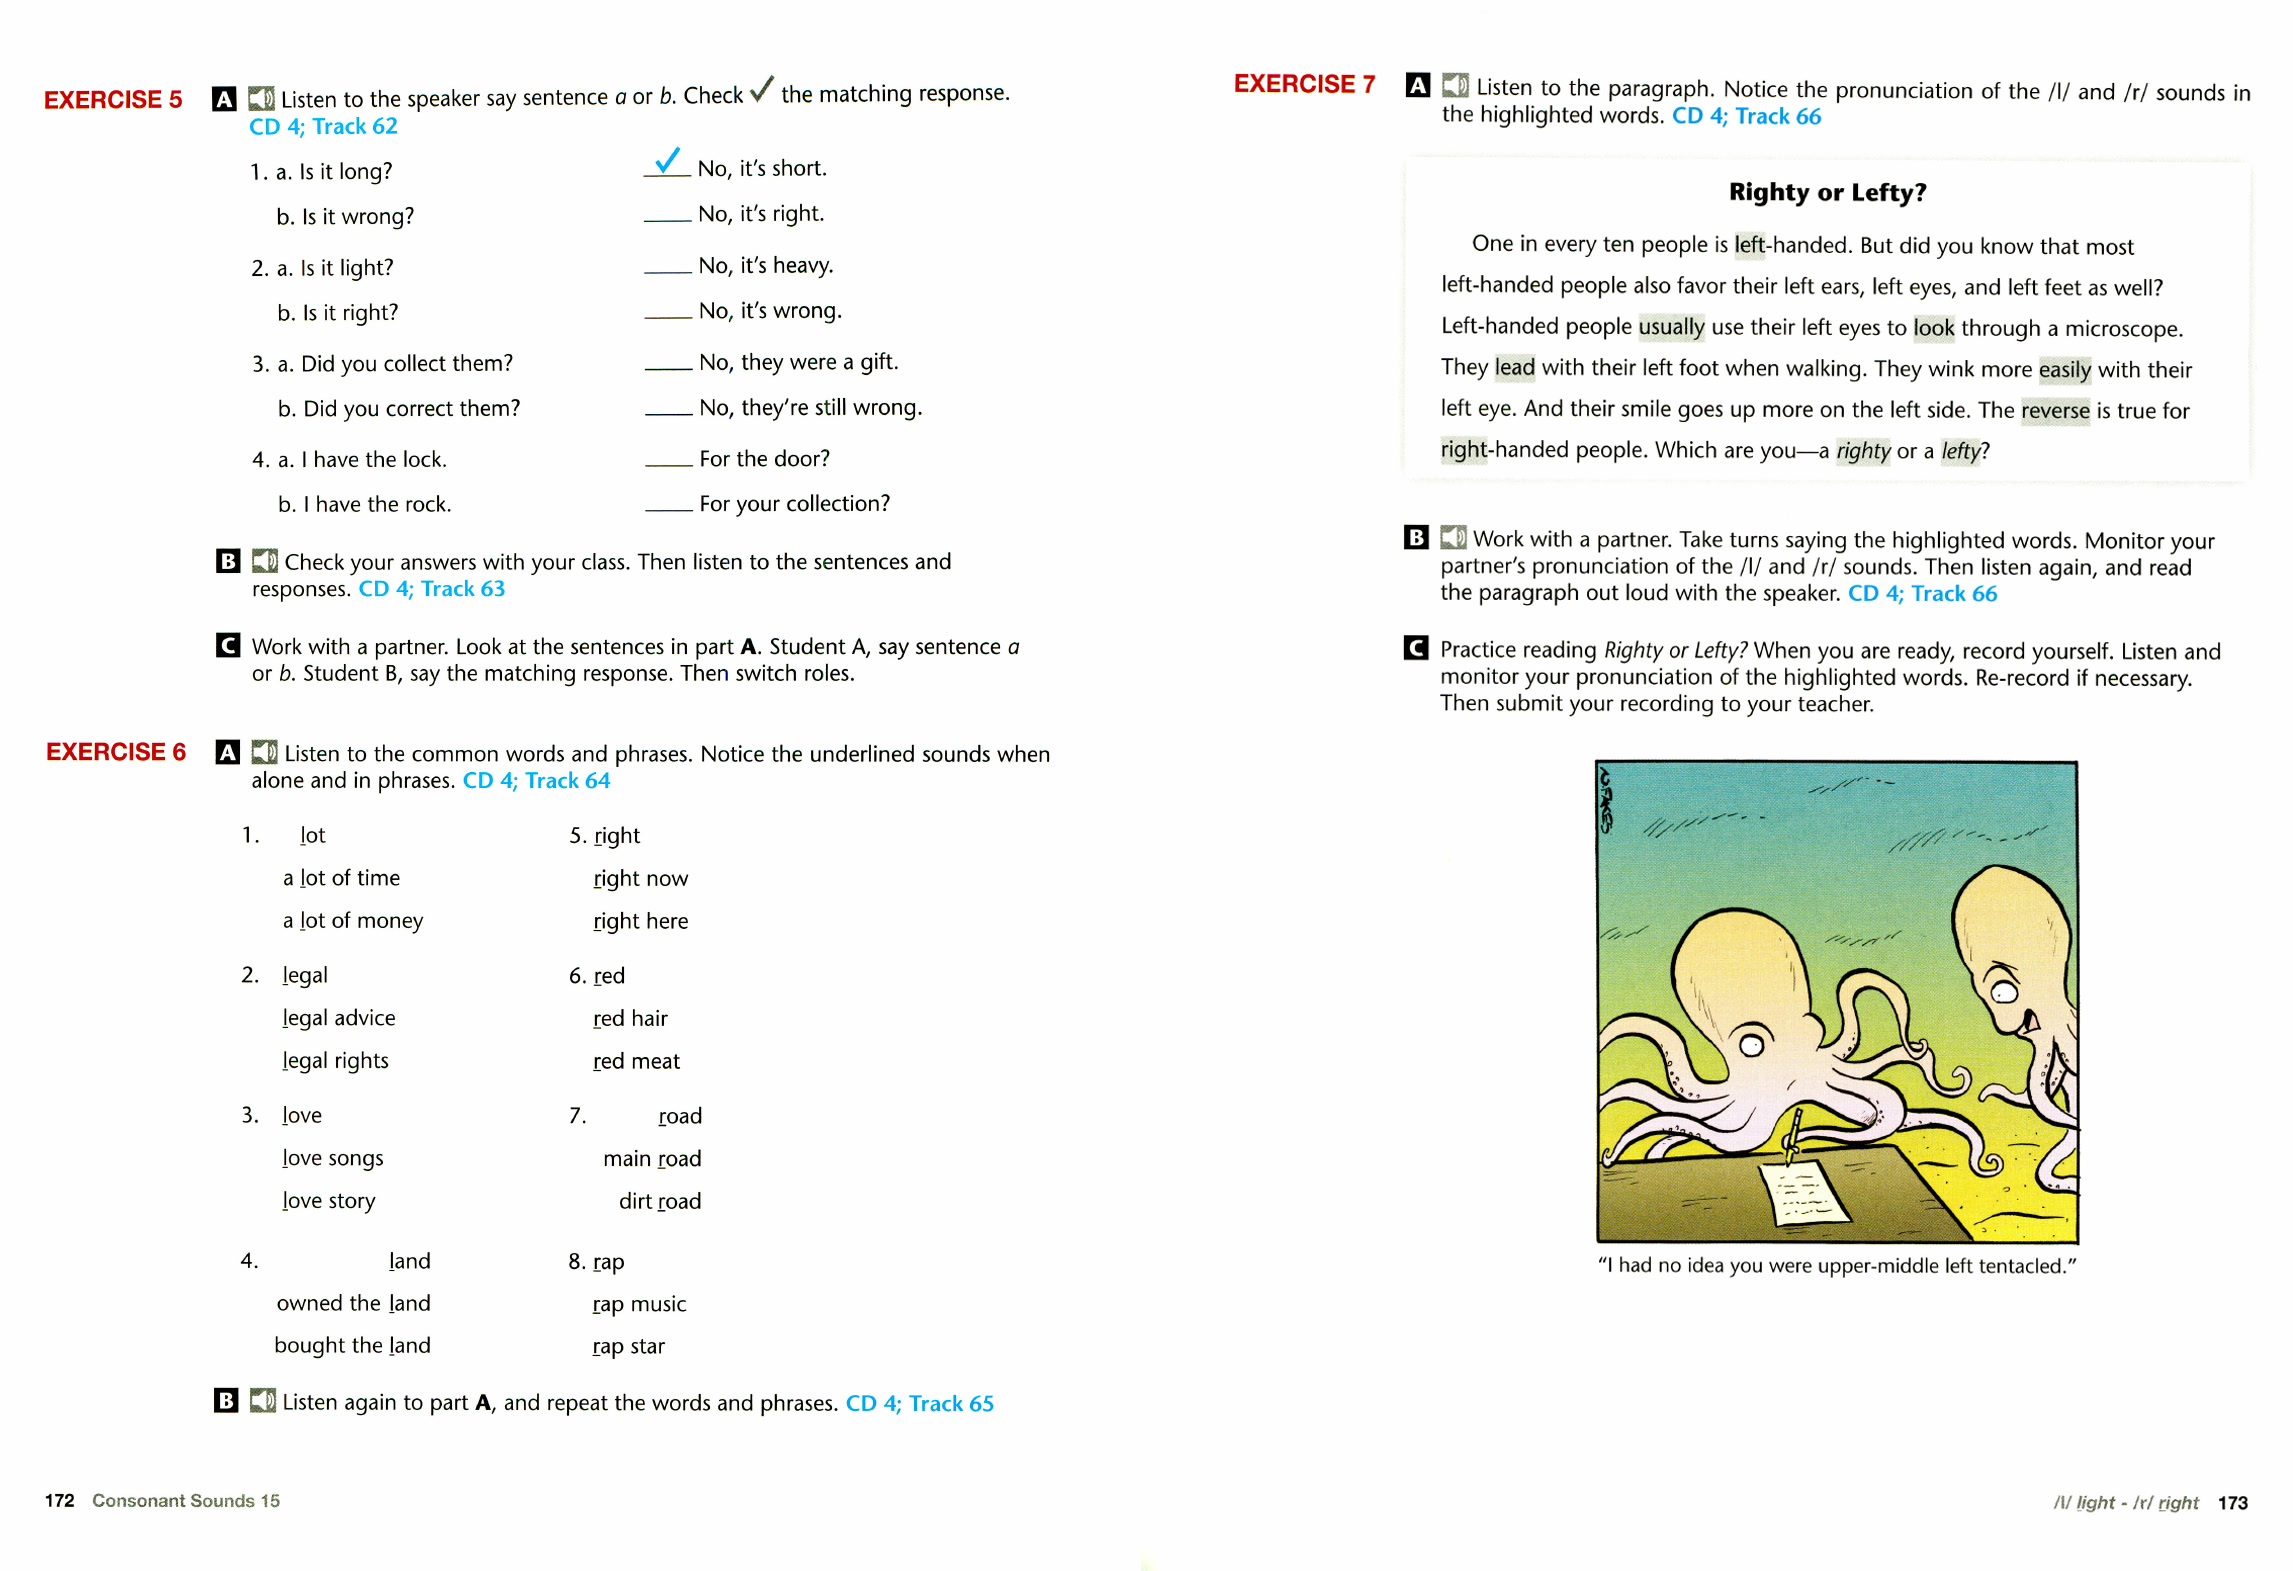 EXERCISE 5 A Listen to the speaker say sentence a or b. Check ✓ the matching response.
CD 4; Track 62
1. a. Is it long? ✓ No, it's short.
b. Is it wrong? ____ No, it's right.
2. a. Is it light? ____ No, it's heavy.
b. Is it right? ____ No, it's wrong.
3. a. Did you collect them? ____ No, they were a gift.
b. Did you correct them? ____ No, they're still wrong.
4. a. I have the lock. ____ For the door?
b. I have the rock. ____ For your collection?
B Check your answers with your class. Then listen to the sentences and
responses. CD 4; Track 63
C Work with a partner. Look at the sentences in part A. Student A, say sentence a
or b. Student B, say the matching response. Then switch roles.
EXERCISE 6 A Listen to the common words and phrases. Notice the underlined sounds when
alone and in phrases. CD 4; Track 64
1. lot
a lot of time
a lot of money
2. legal
legal advice
legal rights
3. love
love songs
love story
4. land
owned the land
bought the land
5. right
right now
right here
6. red
red hair
red meat
7. road
main road
dirt road
8. rap
rap music
rap star
B Listen again to part A, and repeat the words and phrases. CD 4; Track 65
172 Consonant Sounds 15
EXERCISE 7 A Listen to the paragraph. Notice the pronunciation of the /l/ and /r/ sounds in
the highlighted words. CD 4; Track 66
Righty or Lefty?
One in every ten people is left-handed. But did you know that most
left-handed people also favor their left ears, left eyes, and left feet as well?
Left-handed people usually use their left eyes to look through a microscope.
They lead with their left foot when walking. They wink more easily with their
left eye. And their smile goes up more on the left side. The reverse is true for
right-handed people. Which are you—a righty or a lefty?
B Work with a partner. Take turns saying the highlighted words. Monitor your
partner's pronunciation of the /l/ and /r/ sounds. Then listen again, and read
the paragraph out loud with the speaker. CD 4; Track 66
C Practice reading Righty or Lefty? When you are ready, record yourself. Listen and
monitor your pronunciation of the highlighted words. Re-record if necessary.
Then submit your recording to your teacher.
"I had no idea you were upper-middle left tentacled."
/l/ light - /r/ right 173